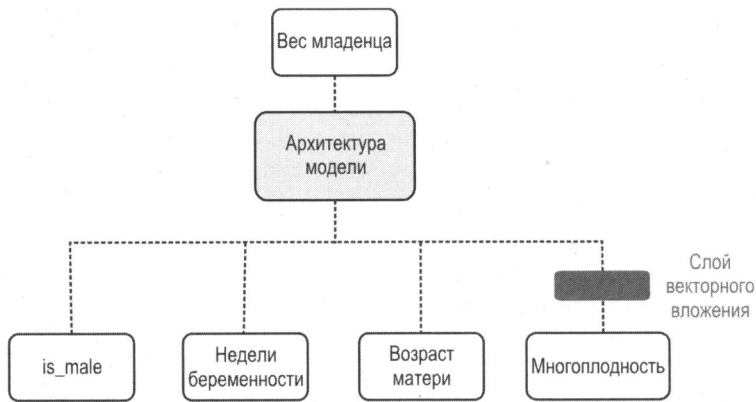 Вес младенца
Архитектура
модели
Слой
векторного
вложения
is_male
Недели
беременности
Возраст
матери
Многоплодность